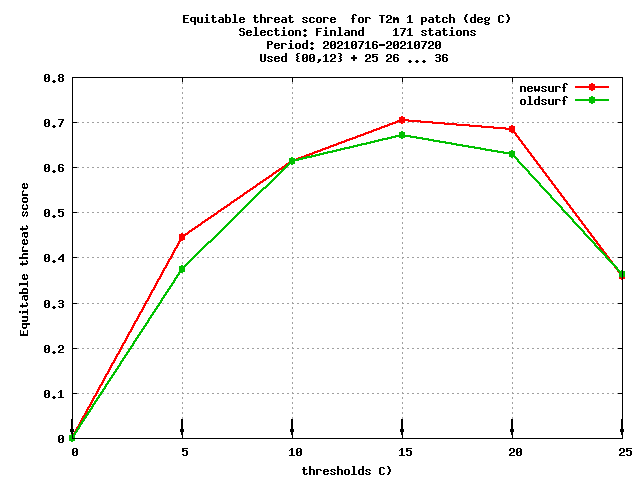 Equitable threat score  for T2m 1 patch (deg C)
Selection: Finland    171 stations
Period: 20210716-20210720
Used {00,12} + 25 26 ... 36
newsurf
oldsurf
0.8
0.7
0.6
0.5
0.4
0.3
0.2
0.1
0
Equitable threat score
0 5 10 15 20 25
thresholds C)